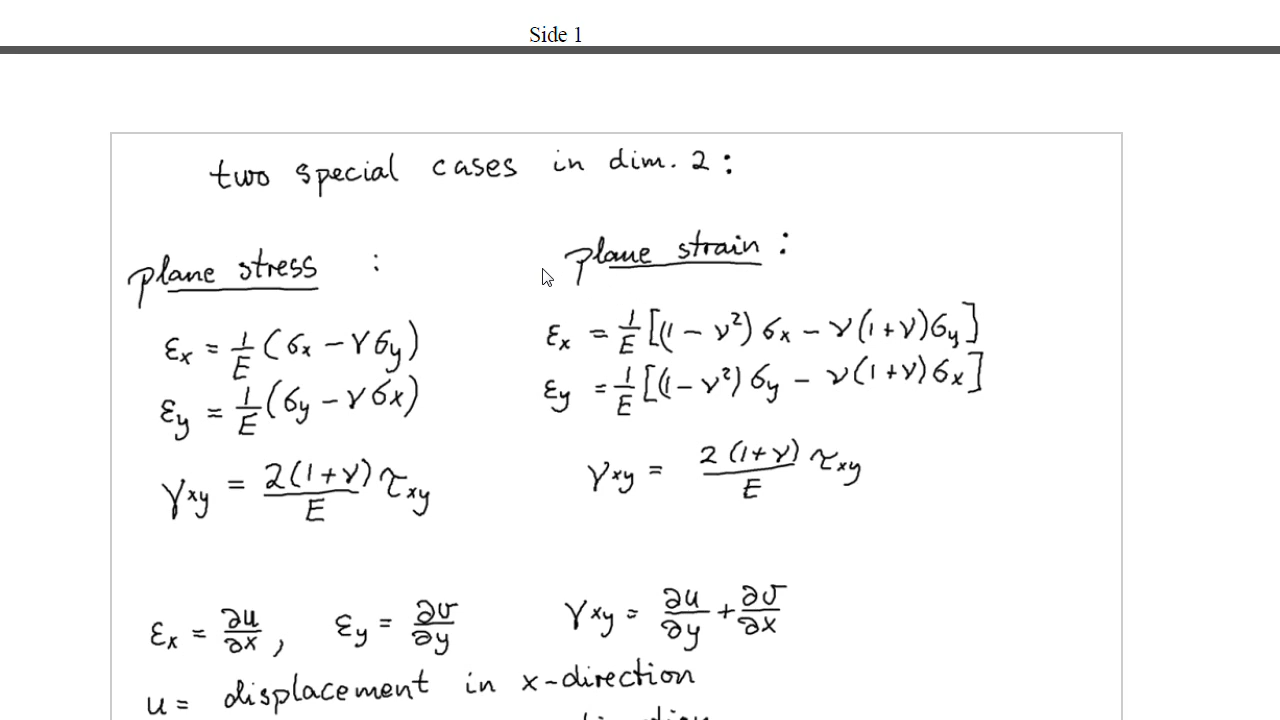 Side 1
two special cases in dim. 2 :
plane stress :
εx = 1/E (σx − νσy)
εy = 1/E (σy − νσx)
γxy = 2(1+ν)/E τxy
plane strain :
εx = 1/E [(1 − ν²) σx − ν(1+ν)σy]
εy = 1/E [(1 − ν²) σy − ν(1+ν)σx]
γxy = 2(1+ν)/E τxy
εx = ∂u/∂x , εy = ∂v/∂y γxy = ∂u/∂y + ∂v/∂x
u = displacement in x-direction